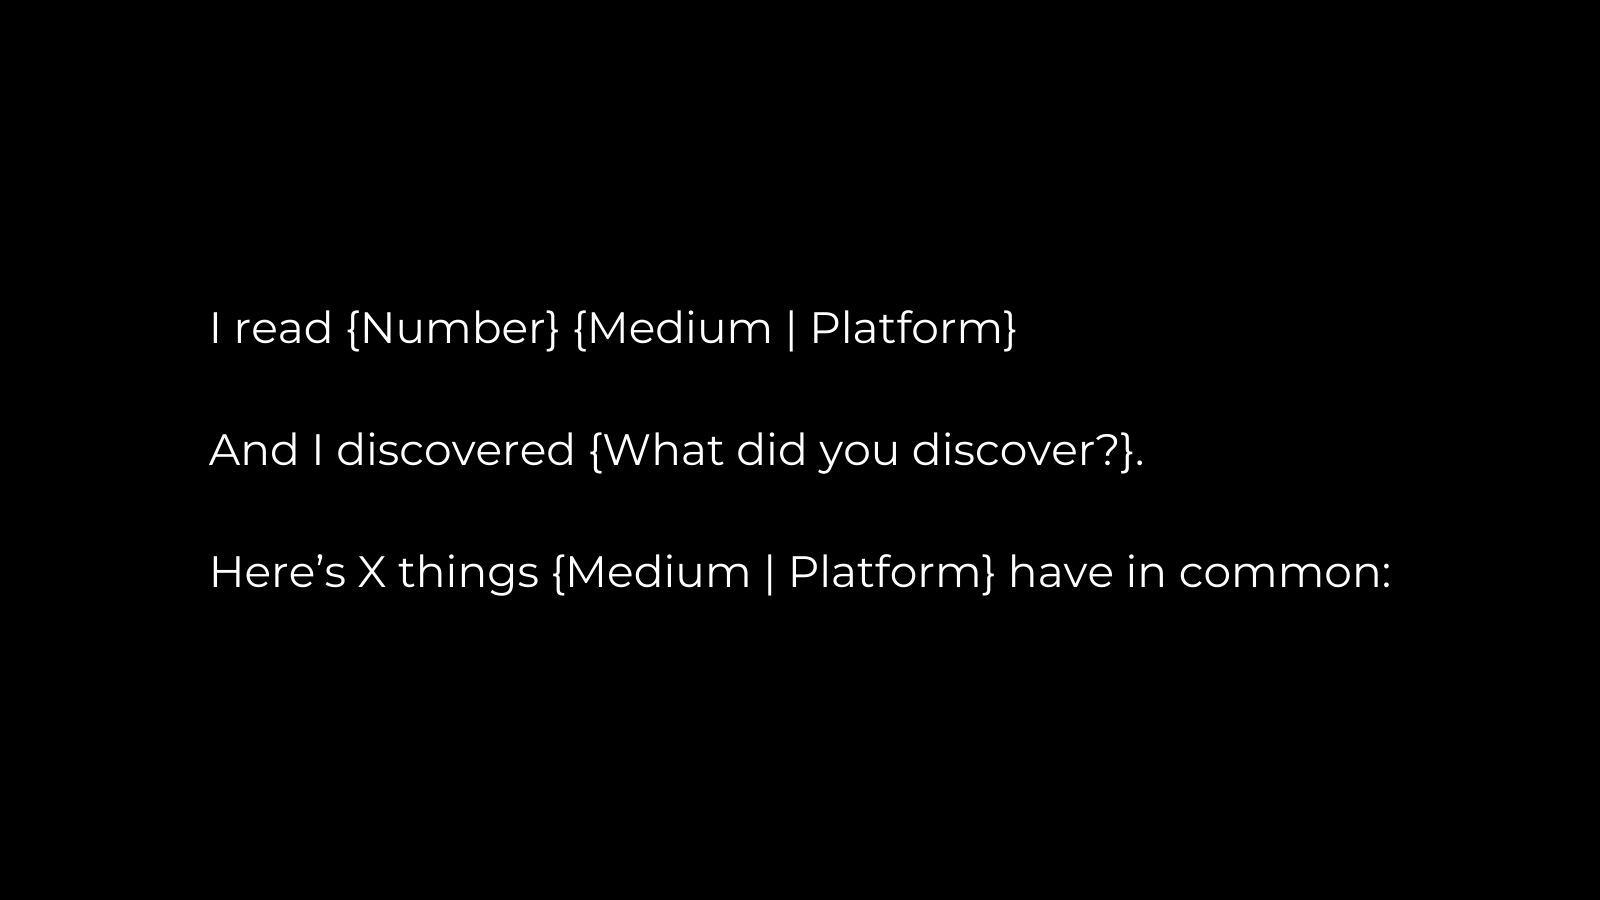 I read {Number} {Medium | Platform}
And I discovered {What did you discover?}.
Here’s X things {Medium | Platform} have in common: